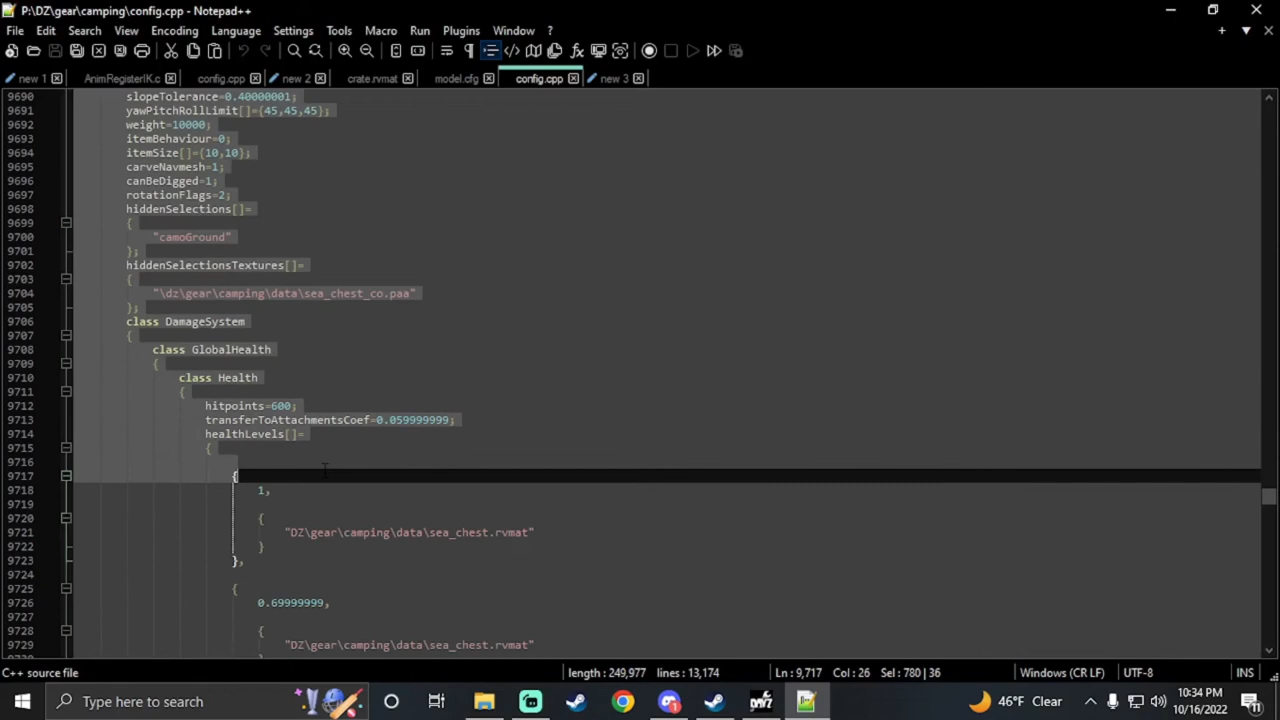 P:\DZ\gear\camping\config.cpp - Notepad++
File Edit Search View Encoding Language Settings Tools Macro Run Plugins Window ?
new 1 AnimRegisterIK.c config.cpp new 2 crate.rvmat model.cfg config.cpp new 3
9690 slopeTolerance=0.40000001;
9691 yawPitchRollLimit[]={45,45,45};
9692 weight=10000;
9693 itemBehaviour=0;
9694 itemSize[]={10,10};
9695 carveNavmesh=1;
9696 canBeDigged=1;
9697 rotationFlags=2;
9698 hiddenSelections[]=
9699 {
9700 "camoGround"
9701 };
9702 hiddenSelectionsTextures[]=
9703 {
9704 "\dz\gear\camping\data\sea_chest_co.paa"
9705 };
9706 class DamageSystem
9707 {
9708 class GlobalHealth
9709 {
9710 class Health
9711 {
9712 hitpoints=600;
9713 transferToAttachmentsCoef=0.059999999;
9714 healthLevels[]=
9715 {
9716
9717 {
9718 1,
9719
9720 {
9721 "DZ\gear\camping\data\sea_chest.rvmat"
9722 }
9723 },
9724
9725 {
9726 0.69999999,
9727
9728 {
9729 "DZ\gear\camping\data\sea_chest.rvmat"
C++ source file length : 249,977 lines : 13,174 Ln : 9,717 Col : 26 Sel : 780 | 36 Windows (CR LF) UTF-8 INS
Type here to search 46°F Clear 10:34 PM
10/16/2022 11